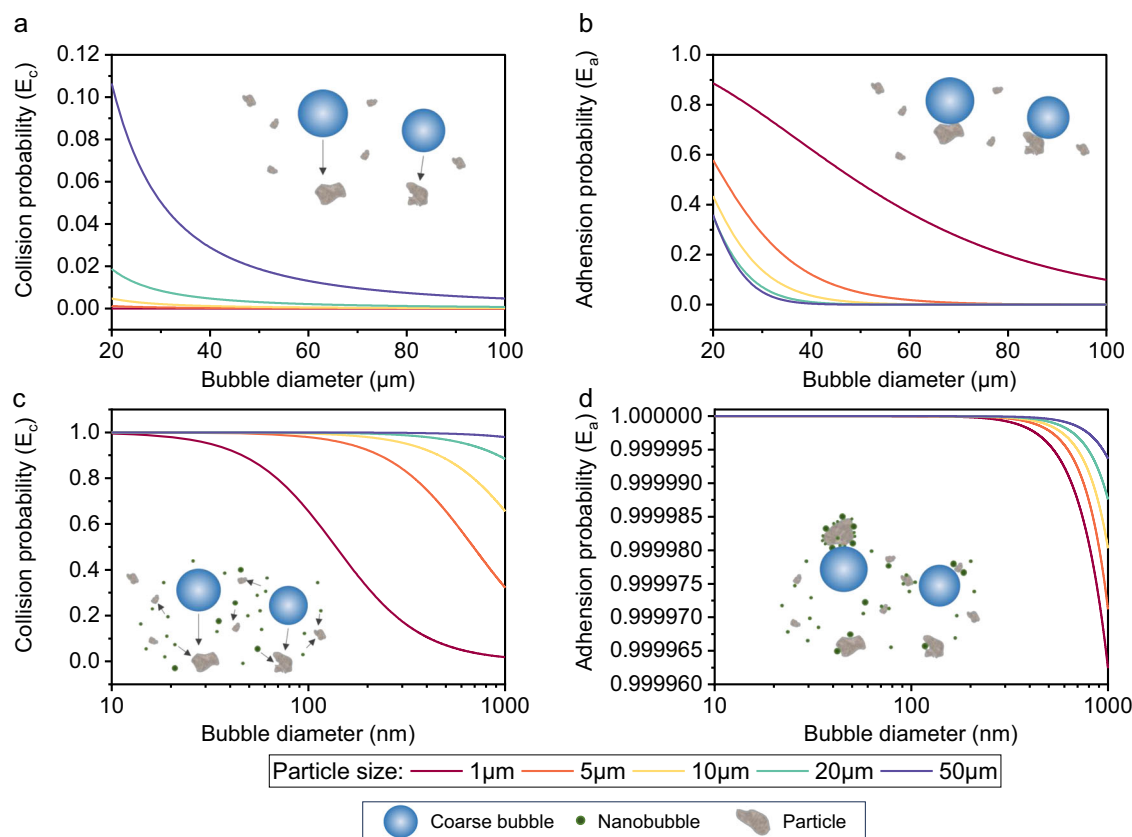 a
Collision probability (E_c)
0.12
0.10
0.08
0.06
0.04
0.02
0.00
20 40 60 80 100
Bubble diameter (µm)
b
Adhension probability (E_a)
1.0
0.8
0.6
0.4
0.2
0.0
20 40 60 80 100
Bubble diameter (µm)
c
Collision probability (E_c)
1.0
0.8
0.6
0.4
0.2
0.0
10 100 1000
Bubble diameter (nm)
d
Adhension probability (E_a)
1.000000
0.999995
0.999990
0.999985
0.999980
0.999975
0.999970
0.999965
0.999960
10 100 1000
Bubble diameter (nm)
Particle size: 1µm 5µm 10µm 20µm 50µm
Coarse bubble Nanobubble Particle